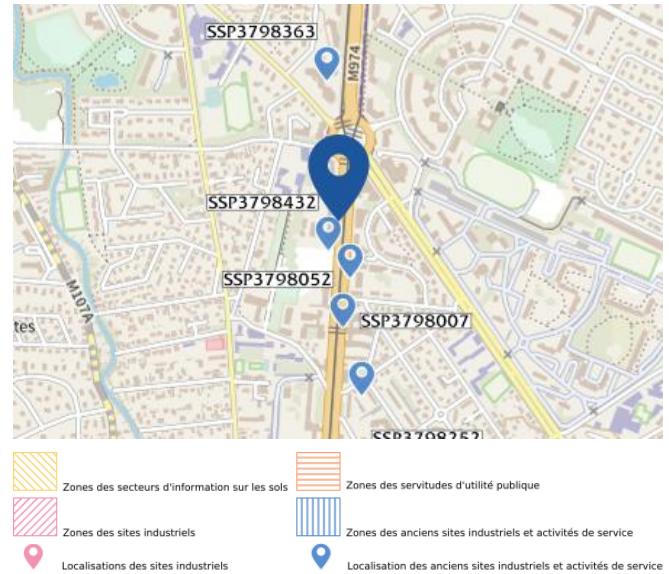 SSP3798363
M974
SSP3798432
SSP3798052
M107A
SSP3798007
tes
SSP3798252
Zones des secteurs d'information sur les sols
Zones des servitudes d'utilité publique
Zones des sites industriels
Zones des anciens sites industriels et activités de service
Localisations des sites industriels
Localisation des anciens sites industriels et activités de service